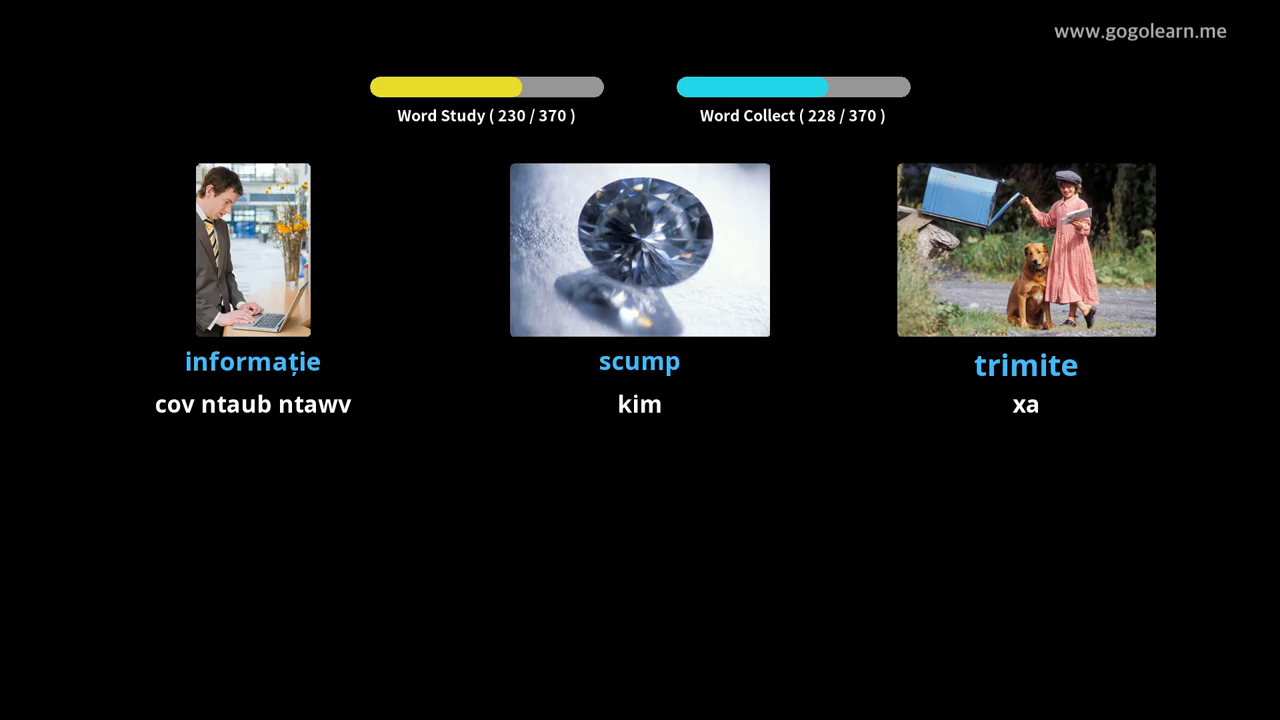 www.gogolearn.me
Word Study ( 230 / 370 )
Word Collect ( 228 / 370 )
informație
scump
trimite
cov ntaub ntawv
kim
xa